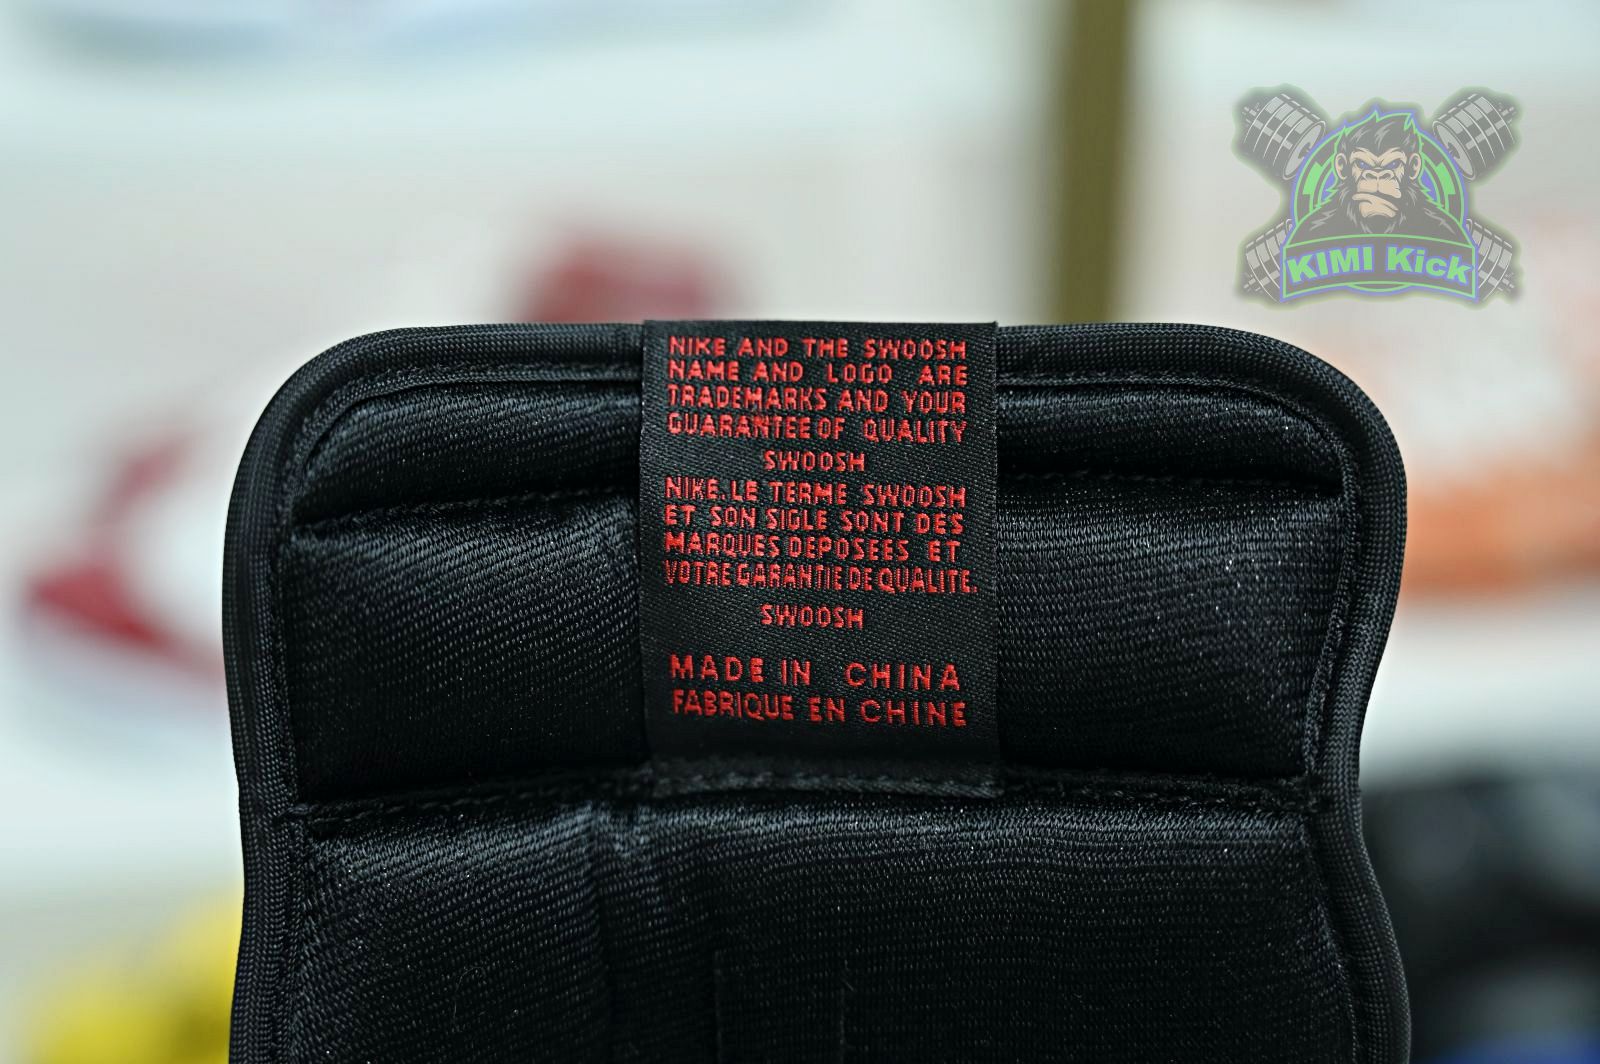 KIMI Kick
NIKE AND THE SWOOSH
NAME AND LOGO ARE
TRADEMARKS AND YOUR
GUARANTEE OF QUALITY
SWOOSH
NIKE. LE TERME SWOOSH
ET SON SIGLE SONT DES
MARQUES DEPOSEES ET
VOTRE GARANTIE DE QUALITE.
SWOOSH
MADE IN CHINA
FABRIQUE EN CHINE